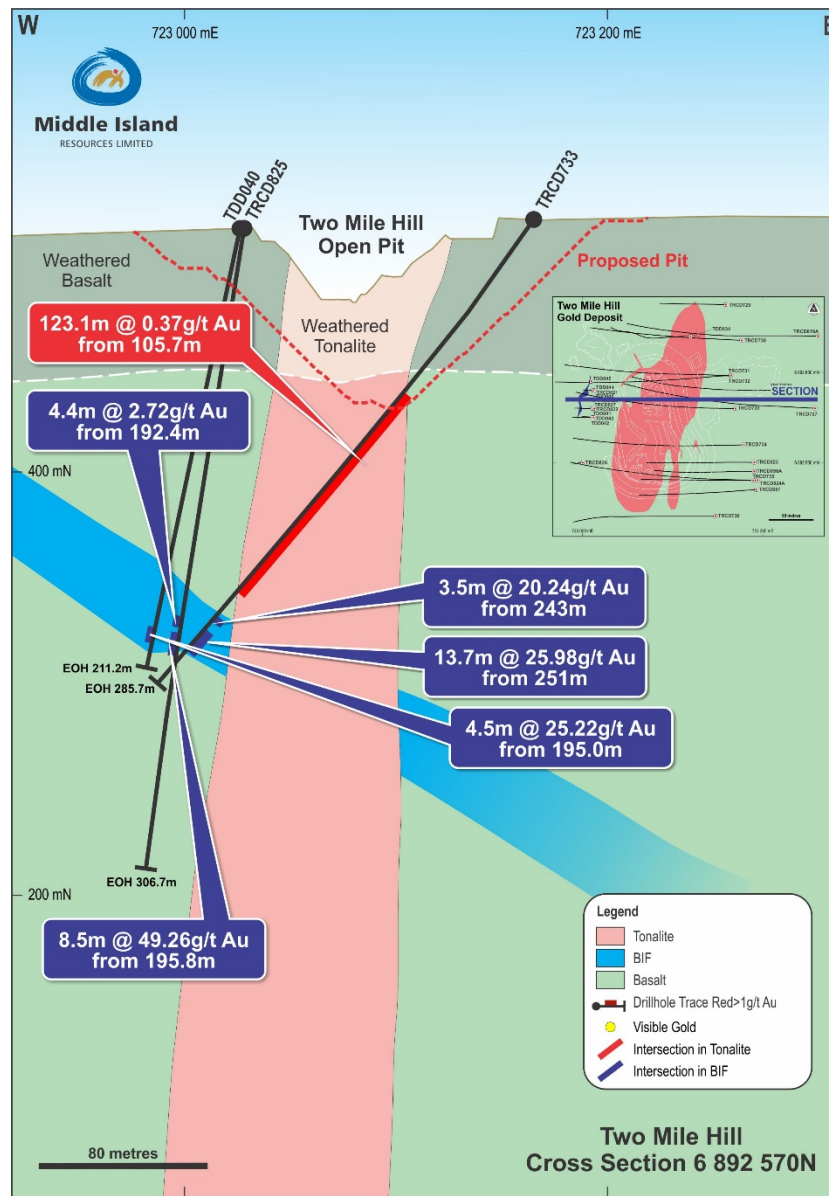 W
723 000 mE
723 200 mE
E
Middle Island
RESOURCES LIMITED
TDD040
TRCD825
TRCD733
Two Mile Hill
Open Pit
Weathered
Basalt
Proposed Pit
Weathered
Tonalite
123.1m @ 0.37g/t Au
from 105.7m
Two Mile Hill
Gold Deposit
TRCD729
SECTION
TRCD731
TRCD732
TRCD734
4.4m @ 2.72g/t Au
from 192.4m
400 mN
3.5m @ 20.24g/t Au
from 243m
13.7m @ 25.98g/t Au
from 251m
4.5m @ 25.22g/t Au
from 195.0m
EOH 211.2m
EOH 285.7m
EOH 306.7m
200 mN
8.5m @ 49.26g/t Au
from 195.8m
Legend
Tonalite
BIF
Basalt
Drillhole Trace Red>1g/t Au
Visible Gold
Intersection in Tonalite
Intersection in BIF
80 metres
Two Mile Hill
Cross Section 6 892 570N